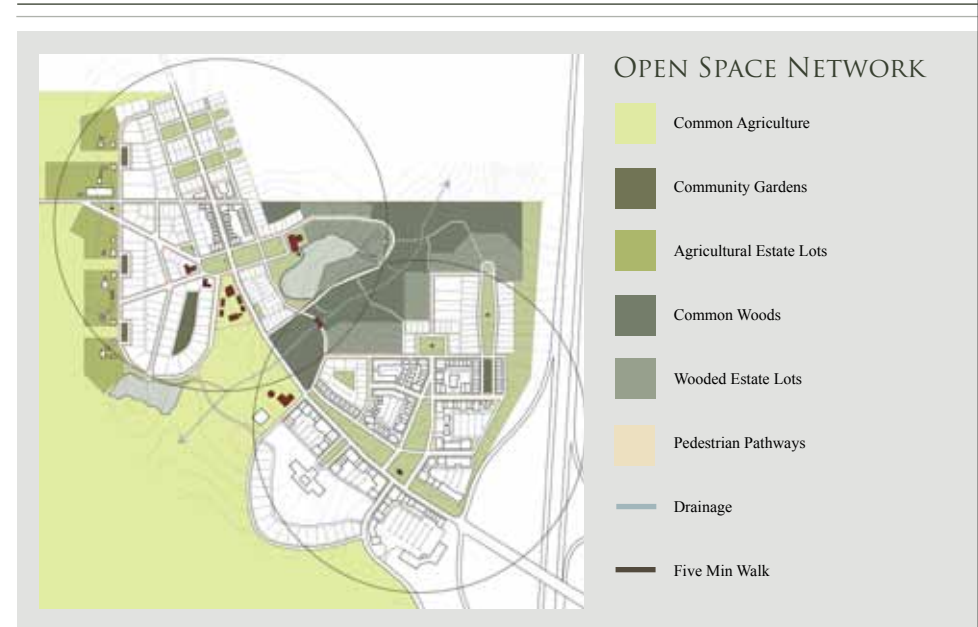 Open Space Network
Common Agriculture
Community Gardens
Agricultural Estate Lots
Common Woods
Wooded Estate Lots
Pedestrian Pathways
Drainage
Five Min Walk